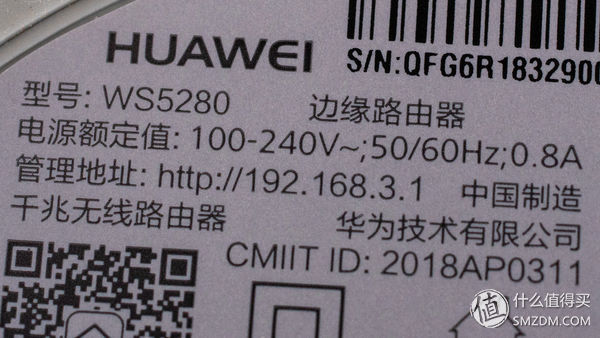 HUAWEI
S/N:QFG6R1832900
型号: WS5280 边缘路由器
电源额定值: 100-240V~;50/60Hz;0.8A
管理地址: http://192.168.3.1 中国制造
千兆无线路由器 华为技术有限公司
CMIIT ID: 2018AP0311
值 什么值得买
SMZDM.COM